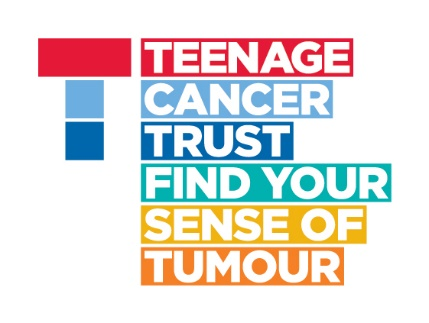 TEENAGE
CANCER
TRUST
FIND YOUR
SENSE OF
TUMOUR